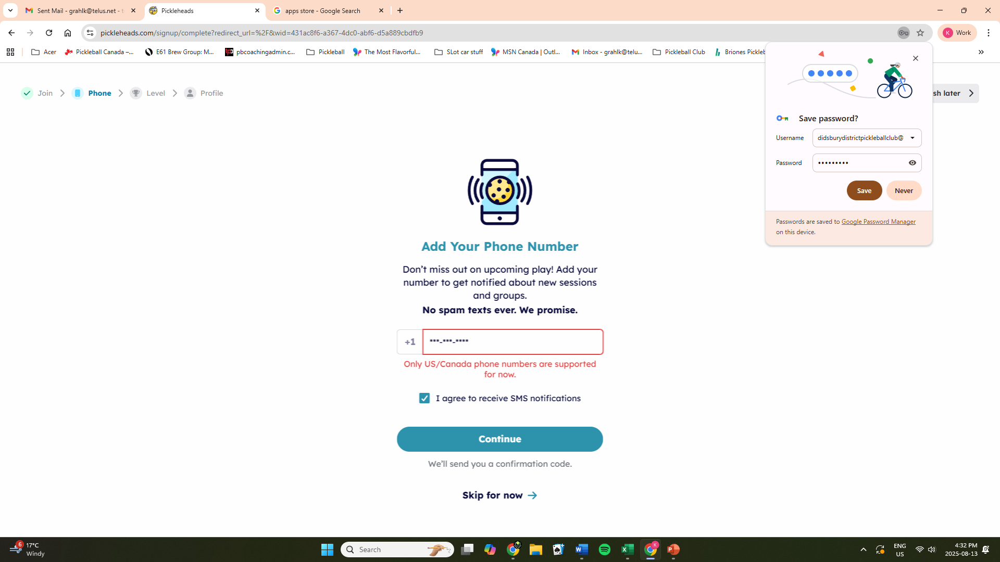 Sent Mail - grahlk@telus.net - t
Pickleheads
apps store - Google Search
pickleheads.com/signup/complete?redirect_url=%2F&wid=431ac8f6-a367-4dc0-abf6-d5a889cbdfb9
K Work
Acer
Pickleball Canada –...
E61 Brew Group: M...
pbcoachingadmin.c...
Pickleball
The Most Flavorful...
SLot car stuff
MSN Canada | Outl...
Inbox - grahlk@telu...
Pickleball Club
Briones Pickleb
Join
Phone
Level
Profile
sh later
Save password?
Username
didsburydistrictpickleballclub@
Password
•••••••••
Save
Never
Passwords are saved to Google Password Manager
on this device.
Add Your Phone Number
Don't miss out on upcoming play! Add your
number to get notified about new sessions
and groups.
No spam texts ever. We promise.
+1
***-***-****
Only US/Canada phone numbers are supported
for now.
I agree to receive SMS notifications
Continue
We'll send you a confirmation code.
Skip for now
6
17°C
Windy
Search
K
ENG
US
4:32 PM
2025-08-13